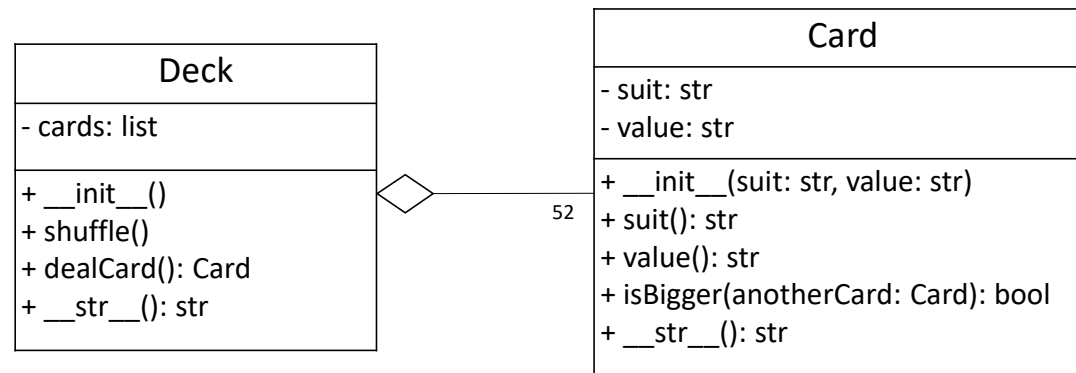 Deck
- cards: list
+ __init__()
+ shuffle()
+ dealCard(): Card
+ __str__(): str
52
Card
- suit: str
- value: str
+ __init__(suit: str, value: str)
+ suit(): str
+ value(): str
+ isBigger(anotherCard: Card): bool
+ __str__(): str